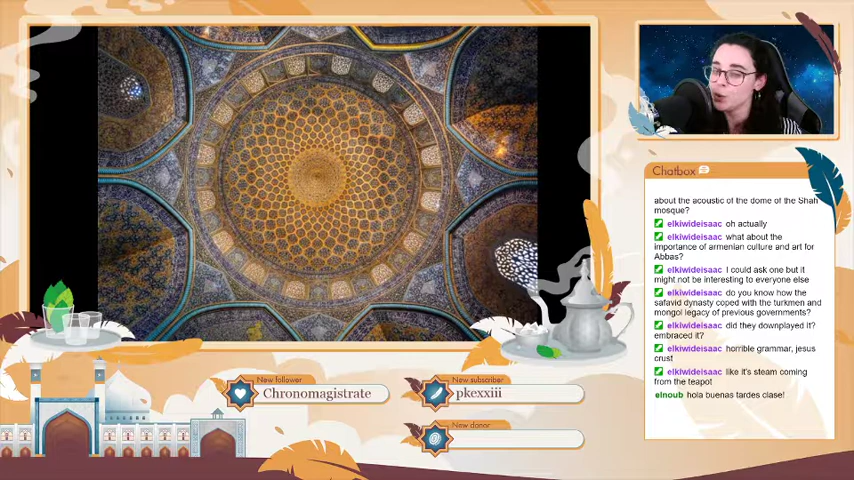 Chatbox
about the acoustic of the dome of the Shah
mosque?
elkiwideisaac oh actually
elkiwideisaac what about the
importance of armenian culture and art for
Abbas?
elkiwideisaac I could ask one but it
might not be interesting to everyone else
elkiwideisaac do you know how the
safavid dynasty coped with the turkmen and
mongol legacy of previous governments?
elkiwideisaac did they downplayed it?
embraced it?
elkiwideisaac horrible grammar, jesus
crust
elkiwideisaac like it's steam coming
from the teapot
elnoub hola buenas tardes clase!
New follower
Chronomagistrate
New subscriber
pkexxiii
New donor